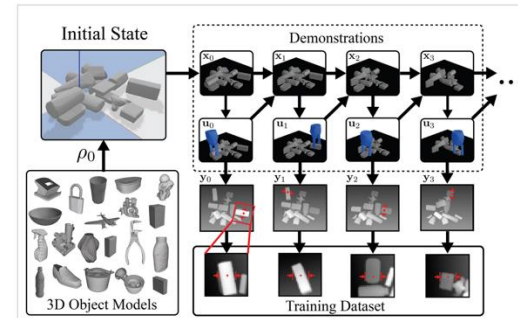 Initial State
Demonstrations
x₀
x₁
x₂
x₃
u₀
u₁
u₂
u₃
ρ₀
y₀
y₁
y₂
y₃
3D Object Models
Training Dataset